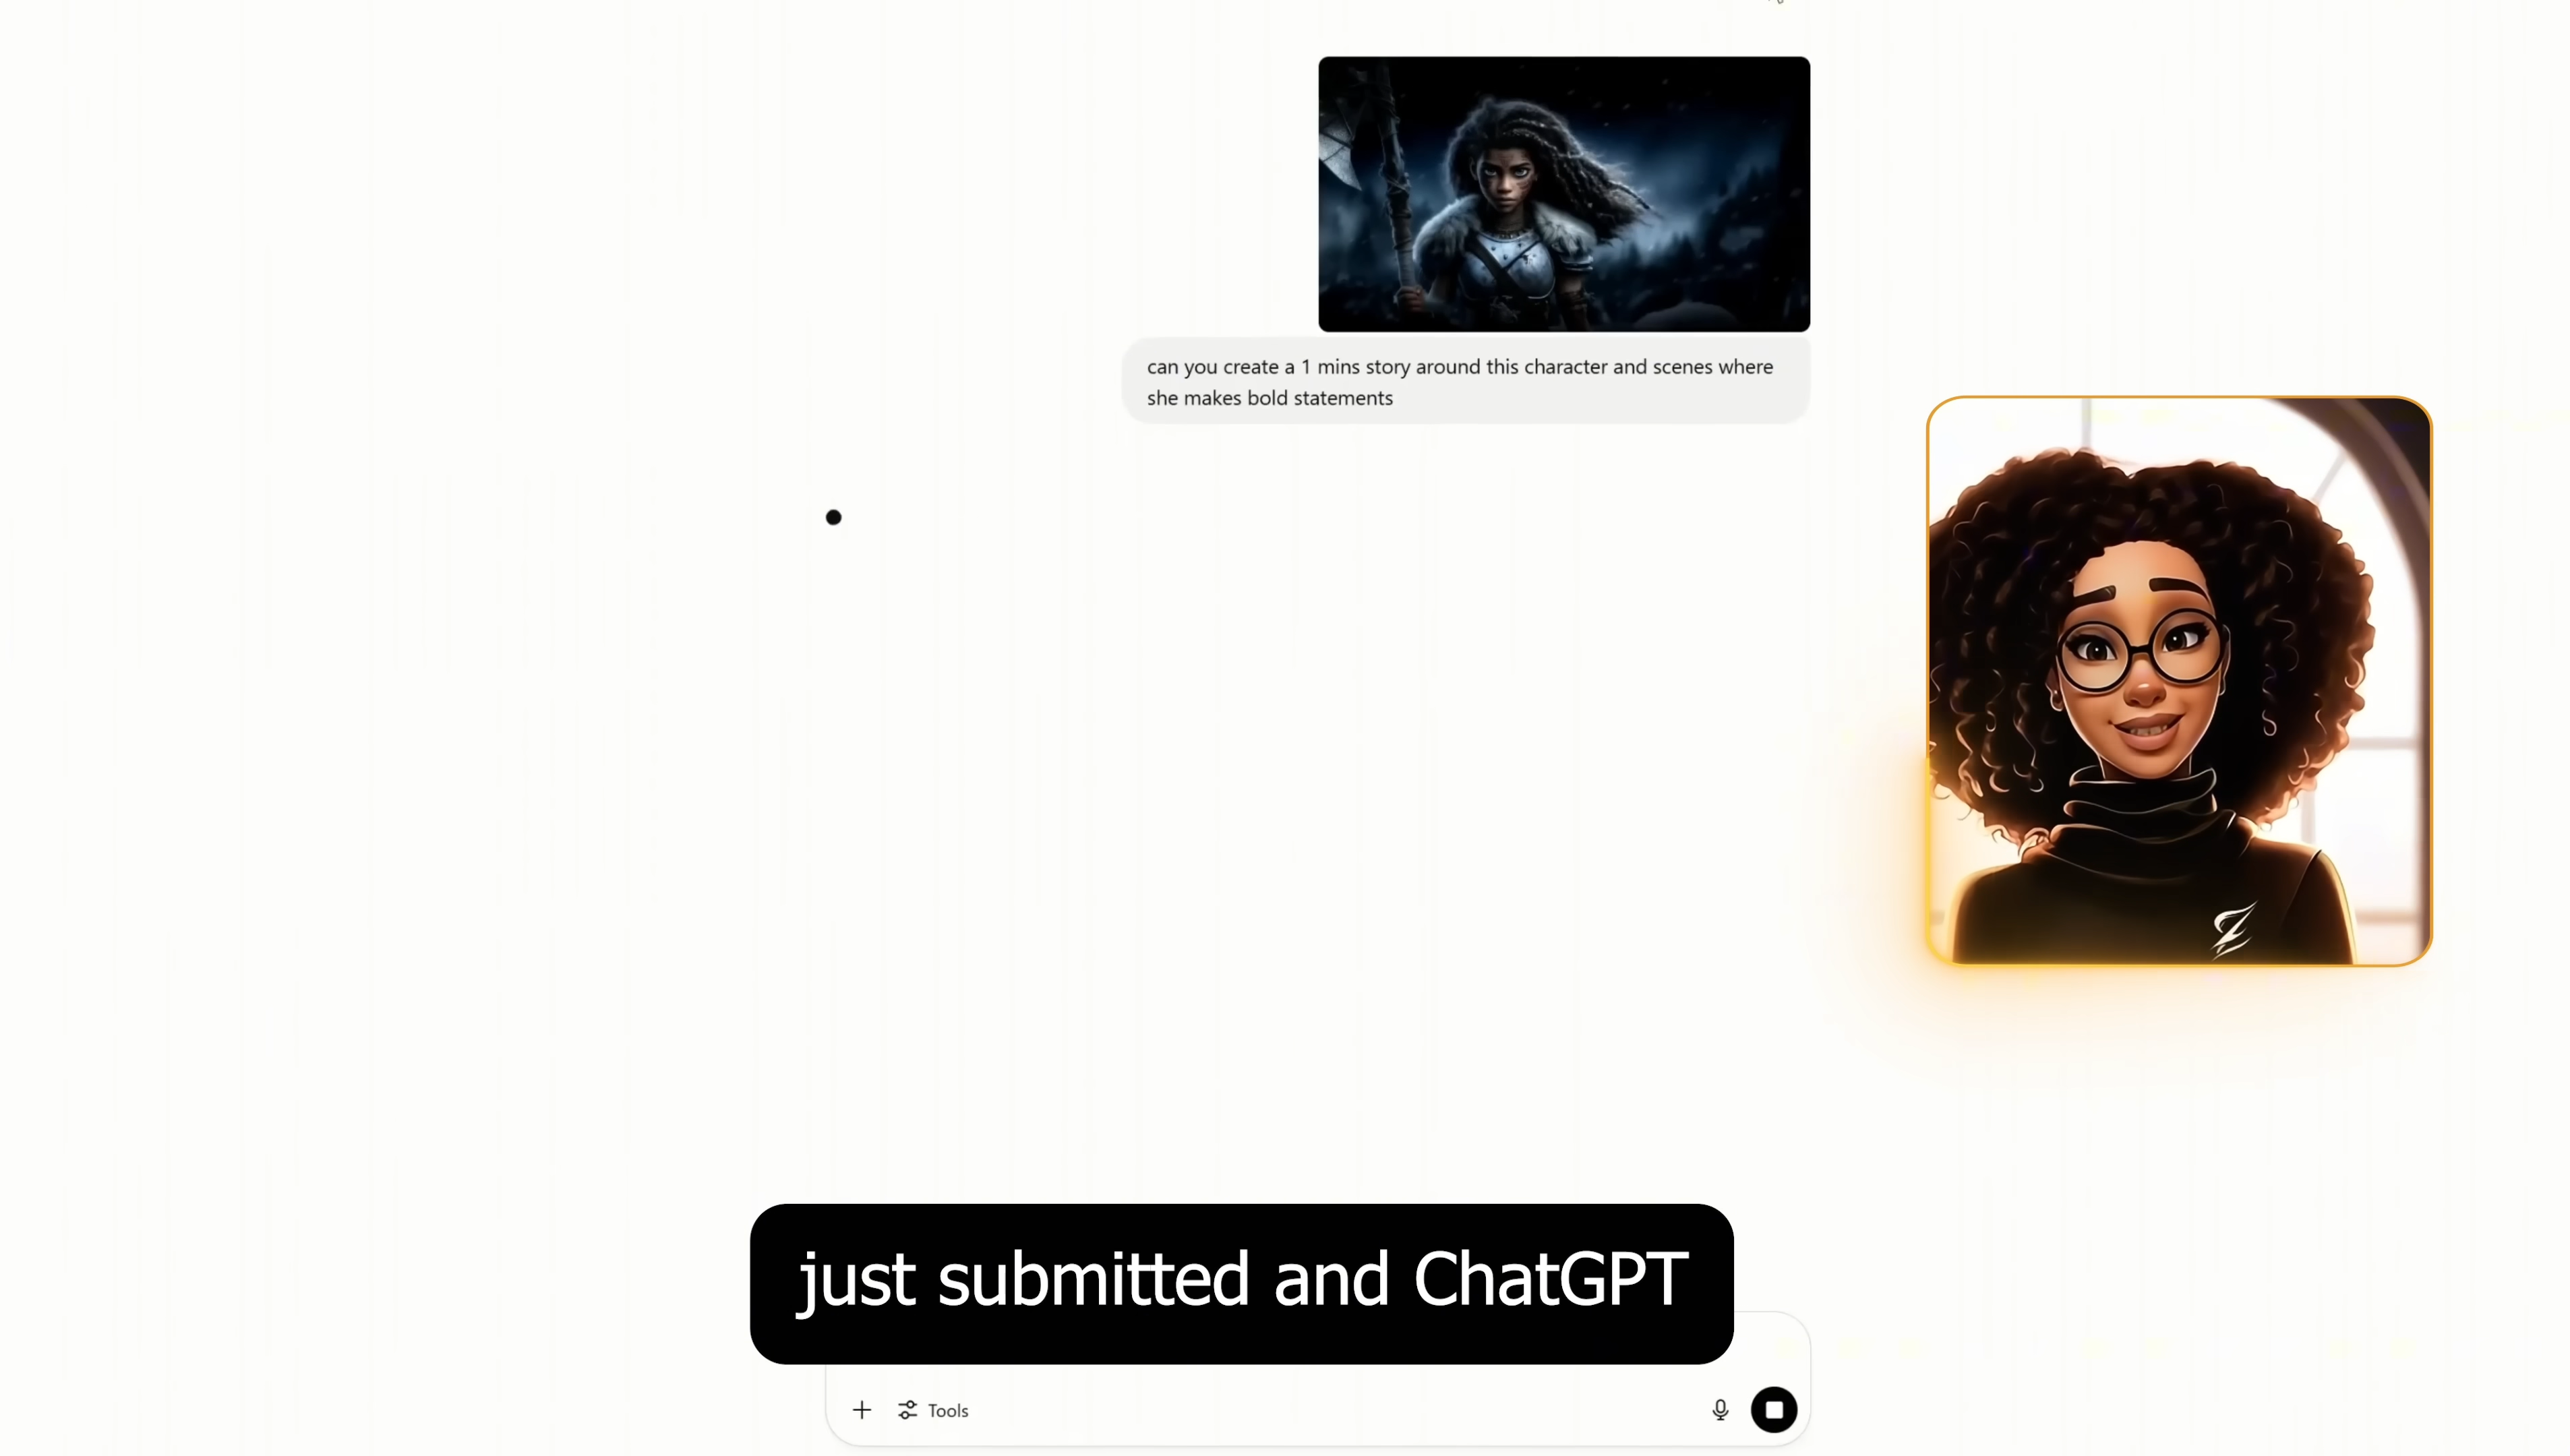 can you create a 1 mins story around this character and scenes where
she makes bold statements
just submitted and ChatGPT
Tools